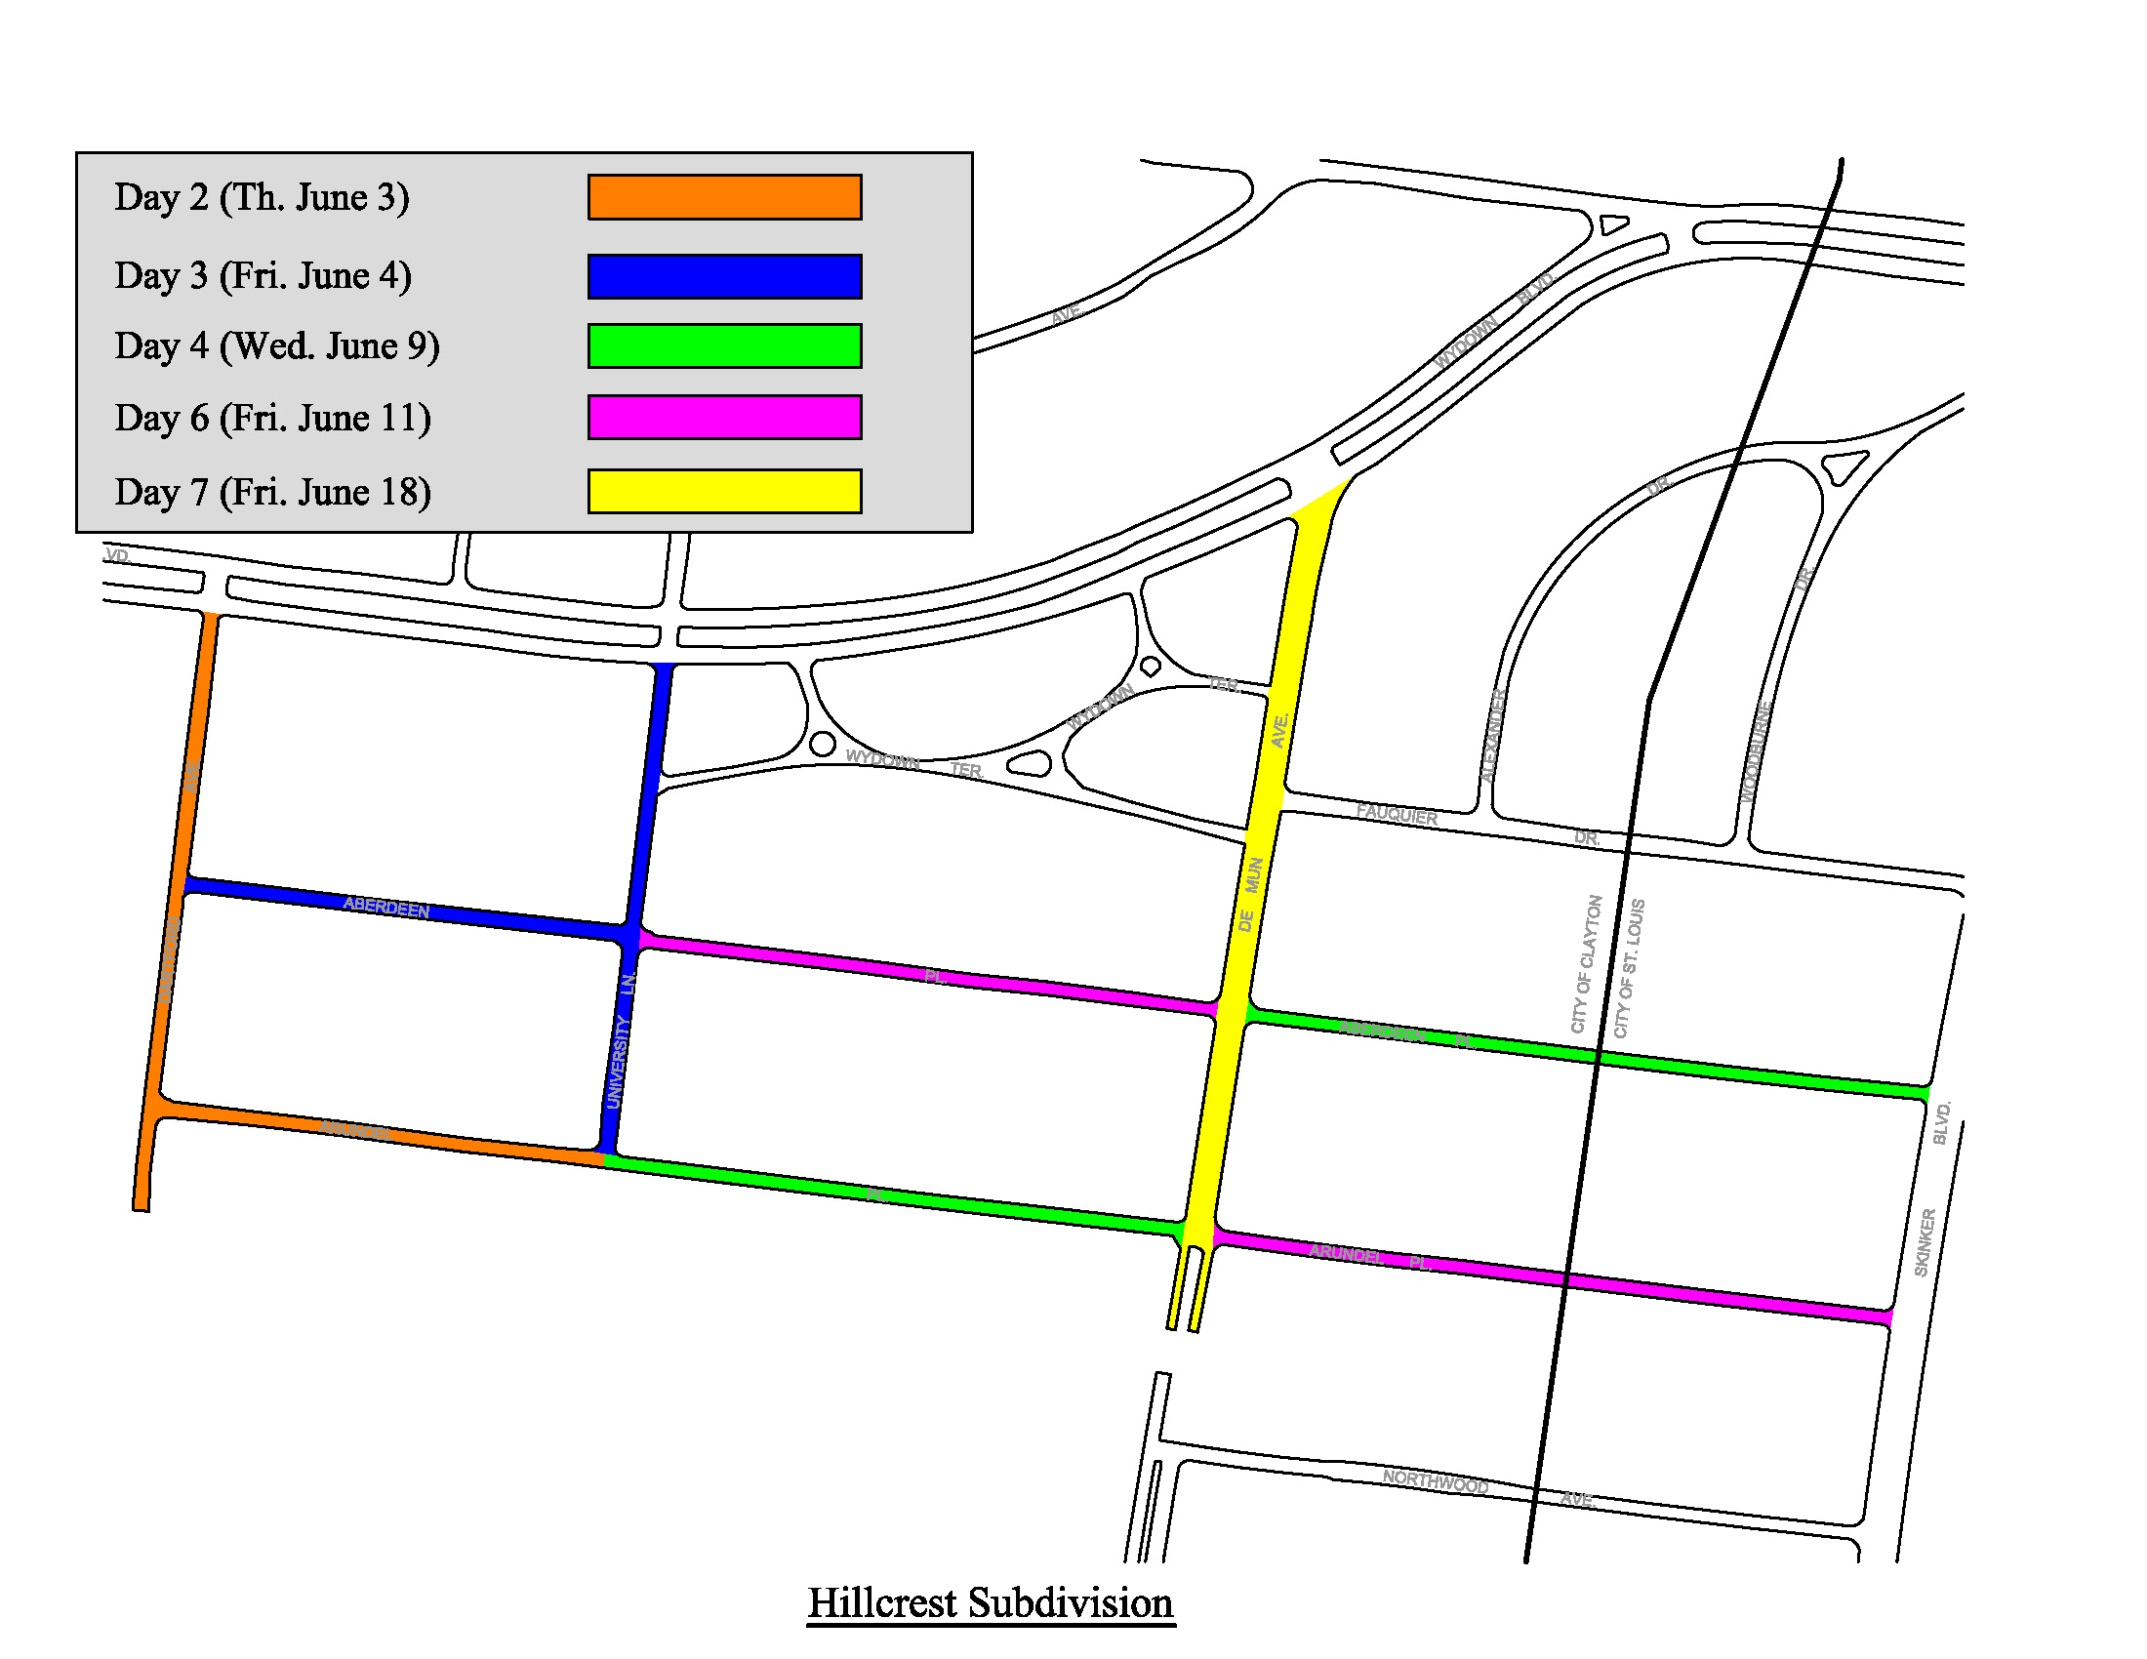 Day 2 (Th. June 3)
Day 3 (Fri. June 4)
Day 4 (Wed. June 9)
Day 6 (Fri. June 11)
Day 7 (Fri. June 18)
AVE.
WYDOWN BLVD.
DR.
VD.
DR.
WYDOWN TER.
AVE.
AVE.
WYDOWN TER.
ALEXANDER
WOODBURNE
FAUQUIER DR.
DE MUN
ABERDEEN
CITY OF CLAYTON
CITY OF ST. LOUIS
PL.
UNIVERSITY LN.
ABERDEEN PL.
ARUNDEL
BLVD.
SKINKER
PL.
ARUNDEL PL.
NORTHWOOD AVE.
Hillcrest Subdivision